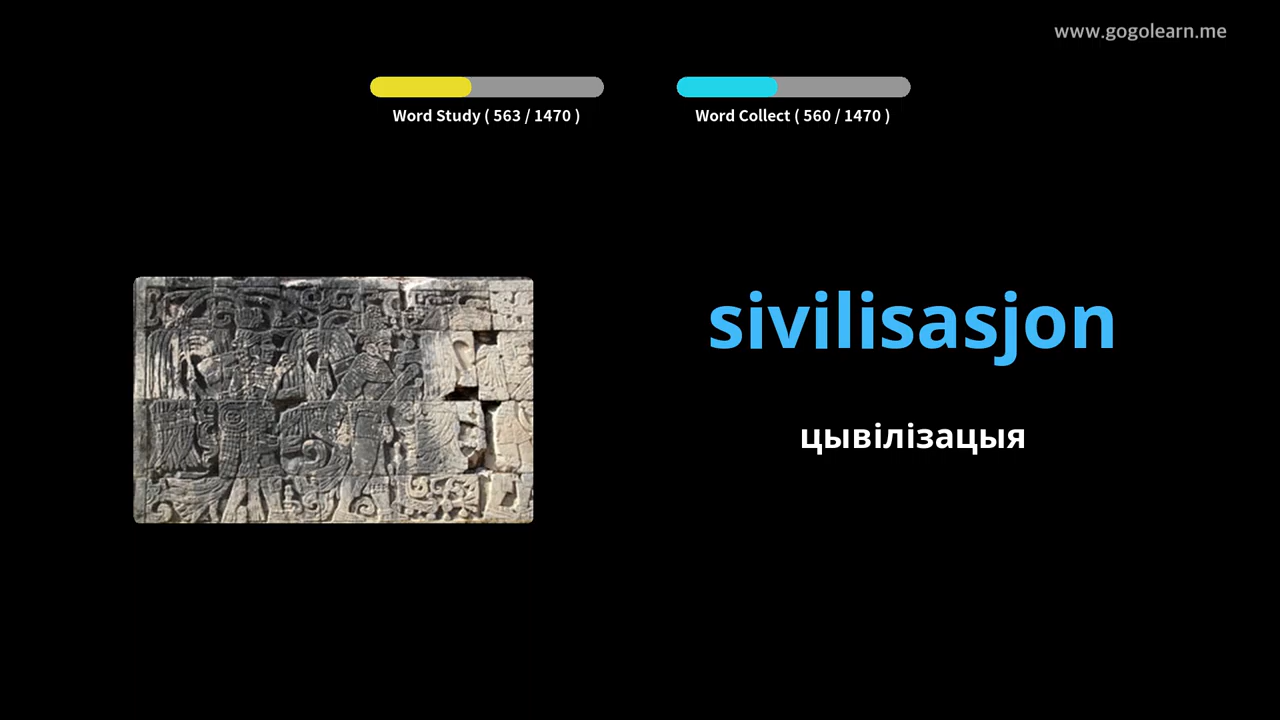 www.gogolearn.me
Word Study ( 563 / 1470 )
Word Collect ( 560 / 1470 )
sivilisasjon
цывілізацыя